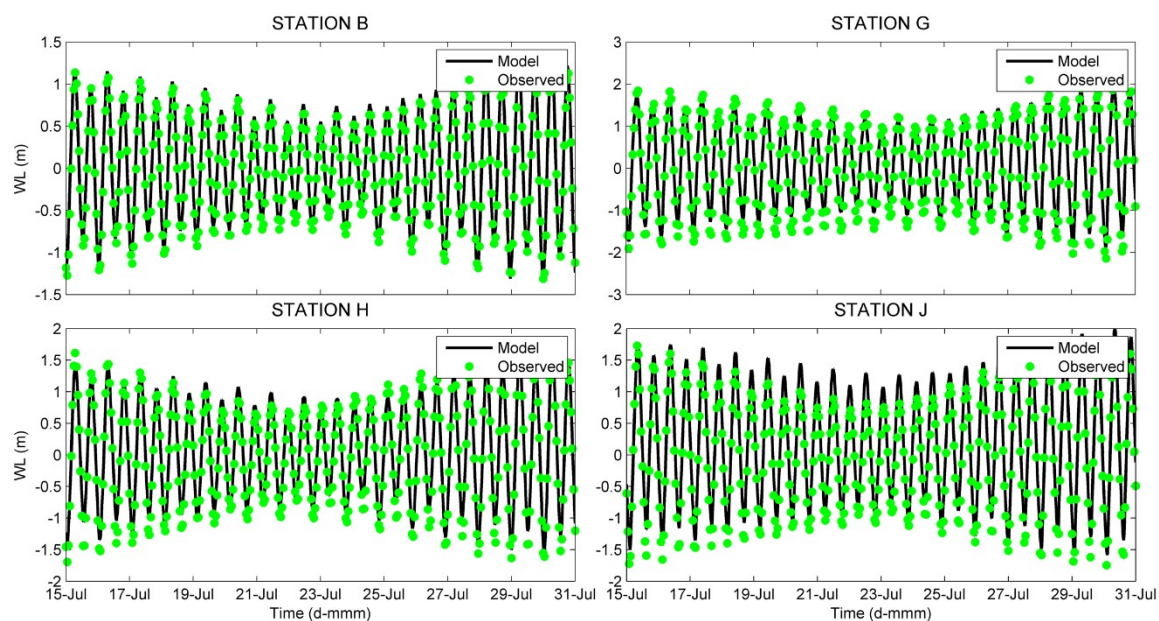 STATION B
WL (m)
1.5
1
0.5
0
-0.5
-1
-1.5
Model
Observed
STATION G
3
2
1
0
-1
-2
-3
Model
Observed
STATION H
WL (m)
2
1.5
1
0.5
0
-0.5
-1
-1.5
-2
15-Jul 17-Jul 19-Jul 21-Jul 23-Jul 25-Jul 27-Jul 29-Jul 31-Jul
Time (d-mmm)
Model
Observed
STATION J
2
1.5
1
0.5
0
-0.5
-1
-1.5
-2
15-Jul 17-Jul 19-Jul 21-Jul 23-Jul 25-Jul 27-Jul 29-Jul 31-Jul
Time (d-mmm)
Model
Observed